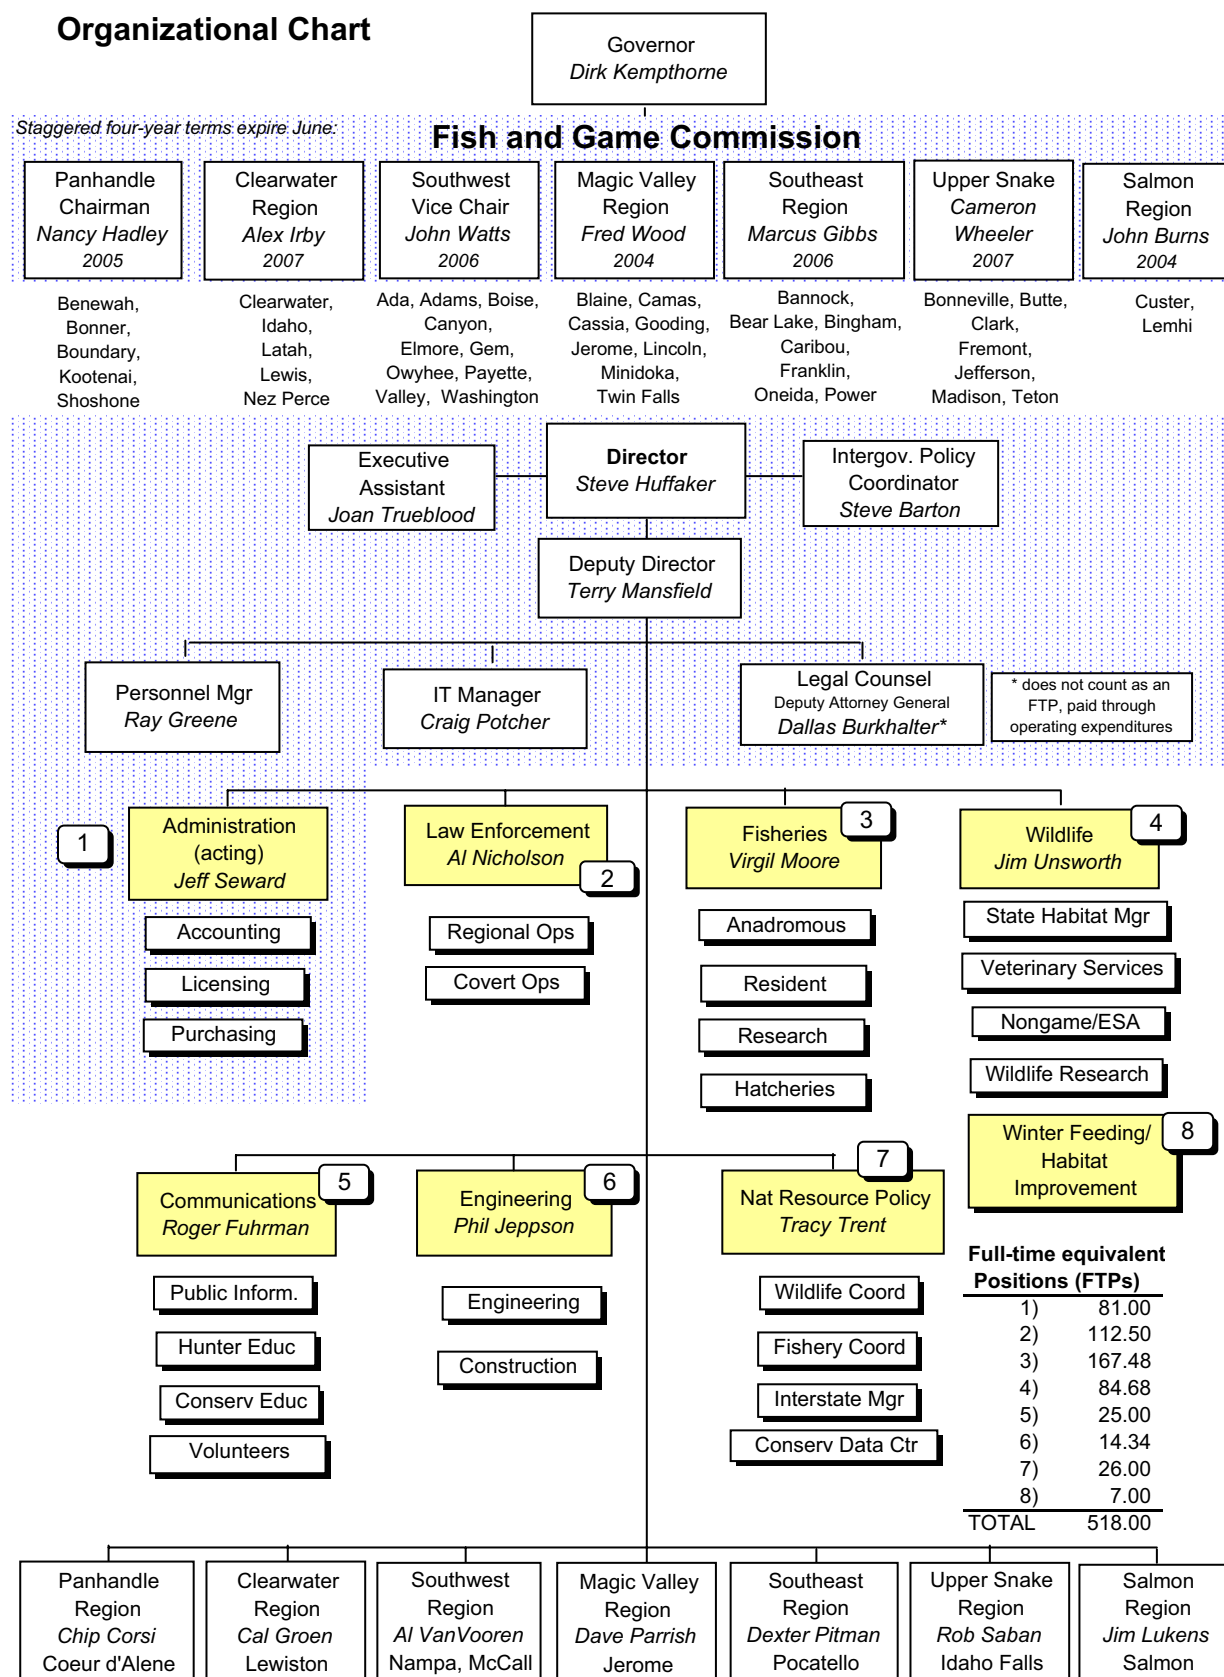 Organizational Chart
Governor
Dirk Kempthorne
Staggered four-year terms expire June:
Fish and Game Commission
Panhandle
Chairman
Nancy Hadley
2005
Clearwater
Region
Alex Irby
2007
Southwest
Vice Chair
John Watts
2006
Magic Valley
Region
Fred Wood
2004
Southeast
Region
Marcus Gibbs
2006
Upper Snake
Cameron
Wheeler
2007
Salmon
Region
John Burns
2004
Benewah,
Bonner,
Boundary,
Kootenai,
Shoshone
Clearwater,
Idaho,
Latah,
Lewis,
Nez Perce
Ada, Adams, Boise,
Canyon,
Elmore, Gem,
Owyhee, Payette,
Valley, Washington
Blaine, Camas,
Cassia, Gooding,
Jerome, Lincoln,
Minidoka,
Twin Falls
Bannock,
Bear Lake, Bingham,
Caribou,
Franklin,
Oneida, Power
Bonneville, Butte,
Clark,
Fremont,
Jefferson,
Madison, Teton
Custer,
Lemhi
Executive
Assistant
Joan Trueblood
Director
Steve Huffaker
Intergov. Policy
Coordinator
Steve Barton
Deputy Director
Terry Mansfield
Personnel Mgr
Ray Greene
IT Manager
Craig Potcher
Legal Counsel
Deputy Attorney General
Dallas Burkhalter*
* does not count as an
FTP, paid through
operating expenditures
1
Administration
(acting)
Jeff Seward
Accounting
Licensing
Purchasing
Law Enforcement
Al Nicholson
2
Regional Ops
Covert Ops
Fisheries
Virgil Moore
3
Anadromous
Resident
Research
Hatcheries
Wildlife
Jim Unsworth
4
State Habitat Mgr
Veterinary Services
Nongame/ESA
Wildlife Research
Winter Feeding/
Habitat
Improvement
8
Communications
Roger Fuhrman
5
Public Inform.
Hunter Educ
Conserv Educ
Volunteers
Engineering
Phil Jeppson
6
Engineering
Construction
Nat Resource Policy
Tracy Trent
7
Wildlife Coord
Fishery Coord
Interstate Mgr
Conserv Data Ctr
Full-time equivalent
Positions (FTPs)
1) 81.00
2) 112.50
3) 167.48
4) 84.68
5) 25.00
6) 14.34
7) 26.00
8) 7.00
TOTAL 518.00
Panhandle
Region
Chip Corsi
Coeur d'Alene
Clearwater
Region
Cal Groen
Lewiston
Southwest
Region
Al VanVooren
Nampa, McCall
Magic Valley
Region
Dave Parrish
Jerome
Southeast
Region
Dexter Pitman
Pocatello
Upper Snake
Region
Rob Saban
Idaho Falls
Salmon
Region
Jim Lukens
Salmon